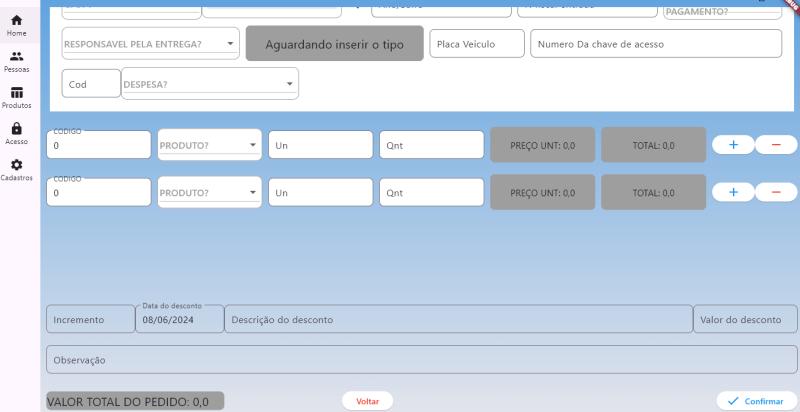 PAGAMENTO?
Home
RESPONSAVEL PELA ENTREGA?
Aguardando inserir o tipo
Placa Veiculo
Numero Da chave de acesso
Pessoas
Cod
DESPESA?
Produtos
Acesso
CODIGO
0
PRODUTO?
Un
Qnt
PREÇO UNT: 0,0
TOTAL: 0,0
+
−
Cadastros
CODIGO
0
PRODUTO?
Un
Qnt
PREÇO UNT: 0,0
TOTAL: 0,0
+
−
Incremento
Data do desconto
08/06/2024
Descrição do desconto
Valor do desconto
Observação
VALOR TOTAL DO PEDIDO: 0,0
Voltar
Confirmar